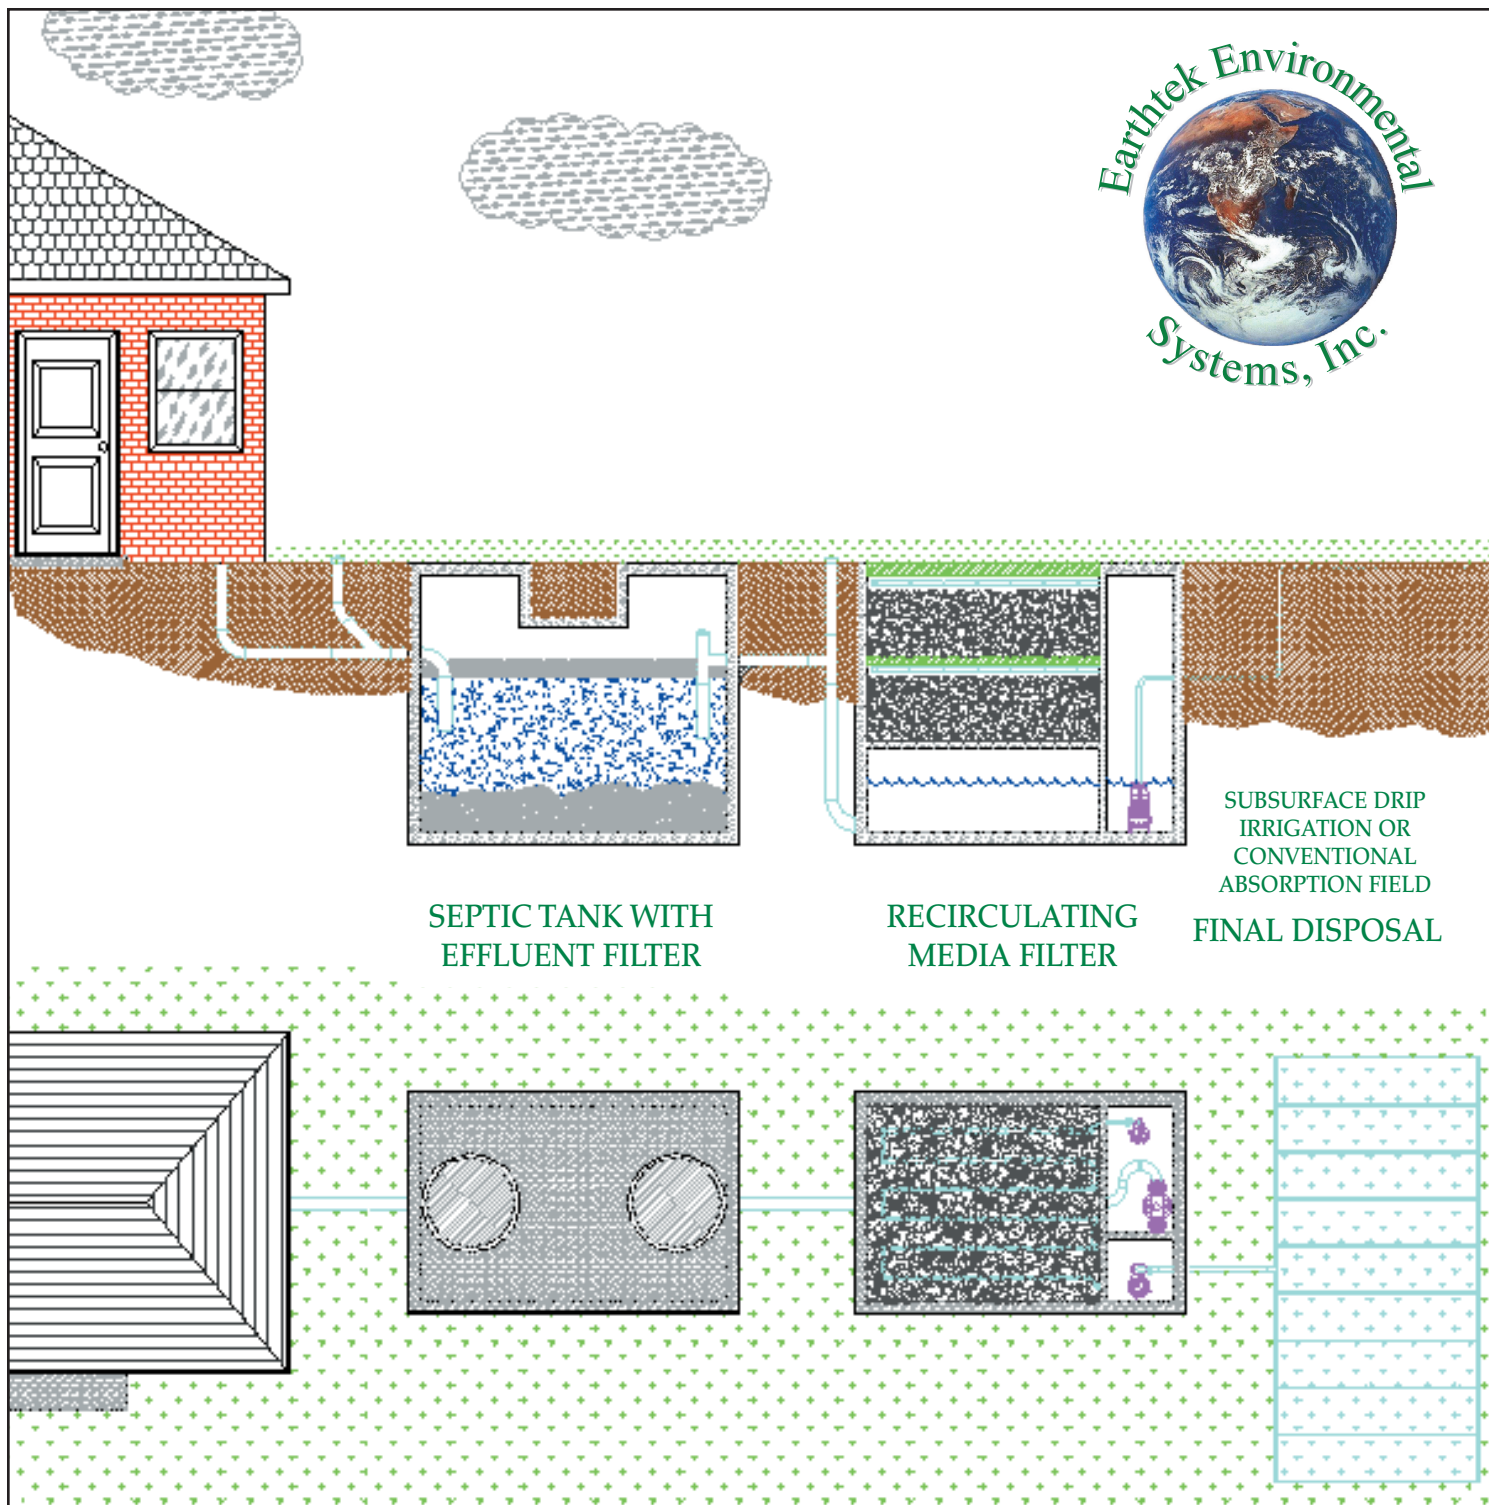 Earthtek Environmental
Systems, Inc.
SUBSURFACE DRIP
IRRIGATION OR
CONVENTIONAL
ABSORPTION FIELD
SEPTIC TANK WITH
EFFLUENT FILTER
RECIRCULATING
MEDIA FILTER
FINAL DISPOSAL